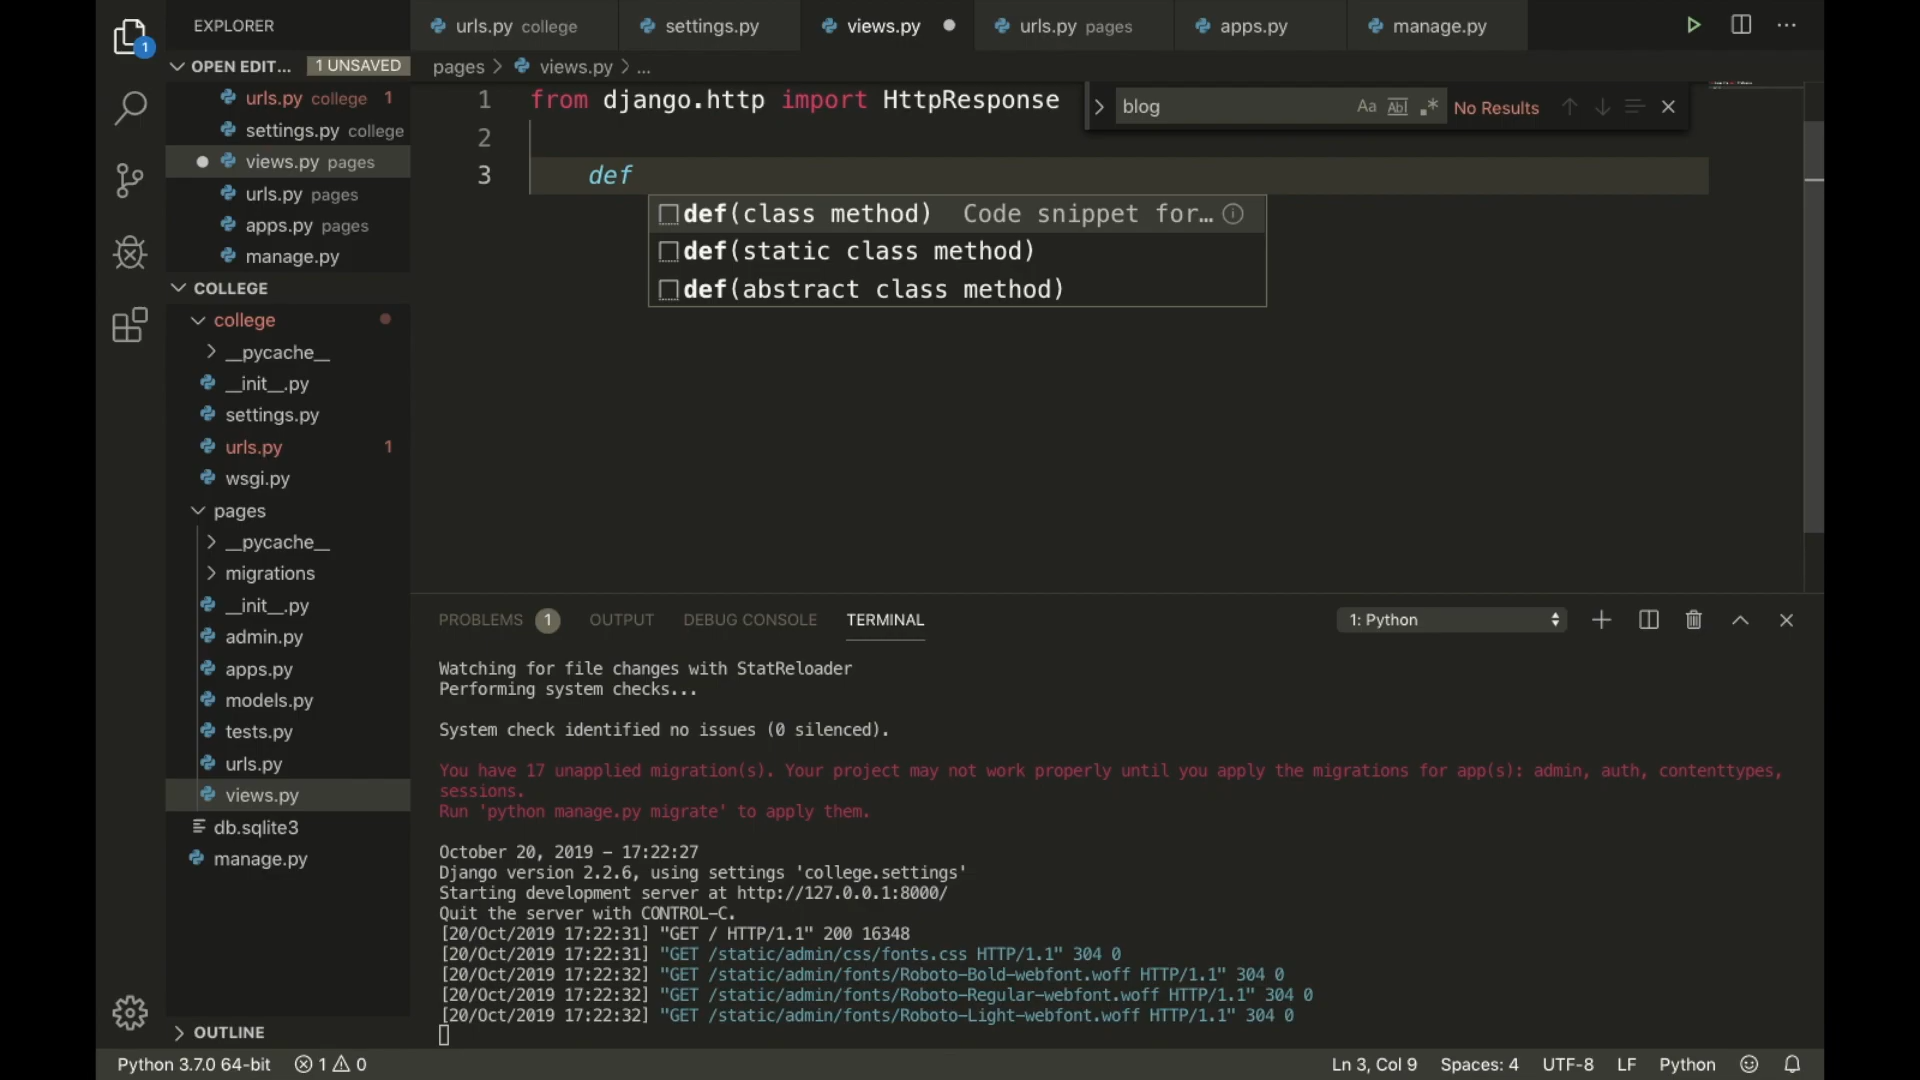 EXPLORER
urls.py college
settings.py
views.py
urls.py pages
apps.py
manage.py
OPEN EDIT... 1 UNSAVED
urls.py college 1
settings.py college
views.py pages
urls.py pages
apps.py pages
manage.py
COLLEGE
college
__pycache__
__init__.py
settings.py
urls.py 1
wsgi.py
pages
__pycache__
migrations
__init__.py
admin.py
apps.py
models.py
tests.py
urls.py
views.py
db.sqlite3
manage.py
OUTLINE
1
pages > views.py > ...
1 from django.http import HttpResponse
2
3 def
blog Aa Abl .* No Results
def(class method) Code snippet for...
def(static class method)
def(abstract class method)
PROBLEMS 1 OUTPUT DEBUG CONSOLE TERMINAL 1: Python
Watching for file changes with StatReloader
Performing system checks...
System check identified no issues (0 silenced).
You have 17 unapplied migration(s). Your project may not work properly until you apply the migrations for app(s): admin, auth, contenttypes,
sessions.
Run 'python manage.py migrate' to apply them.
October 20, 2019 - 17:22:27
Django version 2.2.6, using settings 'college.settings'
Starting development server at http://127.0.0.1:8000/
Quit the server with CONTROL-C.
[20/Oct/2019 17:22:31] "GET / HTTP/1.1" 200 16348
[20/Oct/2019 17:22:31] "GET /static/admin/css/fonts.css HTTP/1.1" 304 0
[20/Oct/2019 17:22:32] "GET /static/admin/fonts/Roboto-Bold-webfont.woff HTTP/1.1" 304 0
[20/Oct/2019 17:22:32] "GET /static/admin/fonts/Roboto-Regular-webfont.woff HTTP/1.1" 304 0
[20/Oct/2019 17:22:32] "GET /static/admin/fonts/Roboto-Light-webfont.woff HTTP/1.1" 304 0
Python 3.7.0 64-bit 1 0 Ln 3, Col 9 Spaces: 4 UTF-8 LF Python